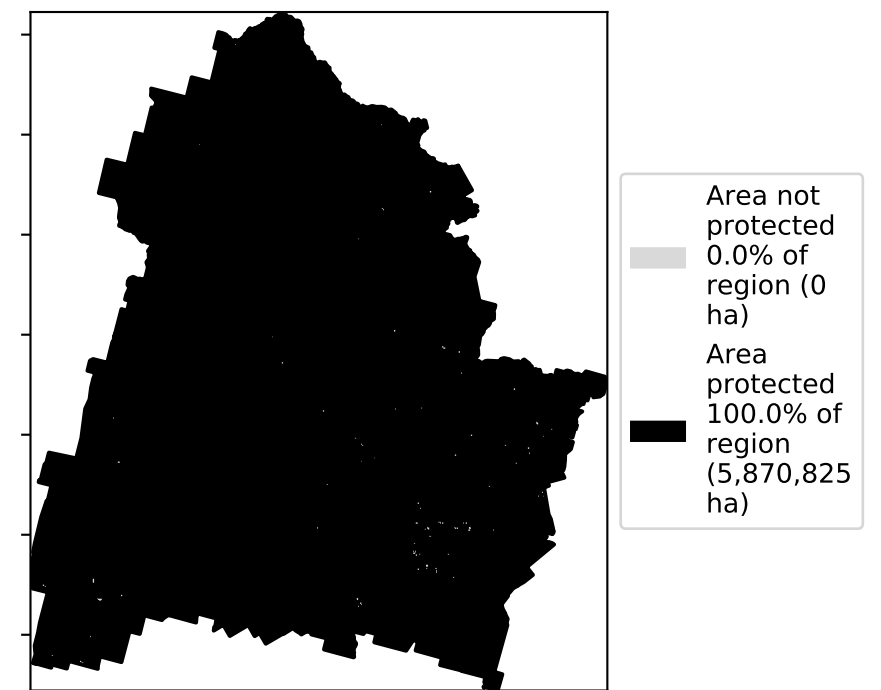 Area not
protected
0.0% of
region (0
ha)
Area
protected
100.0% of
region
(5,870,825
ha)